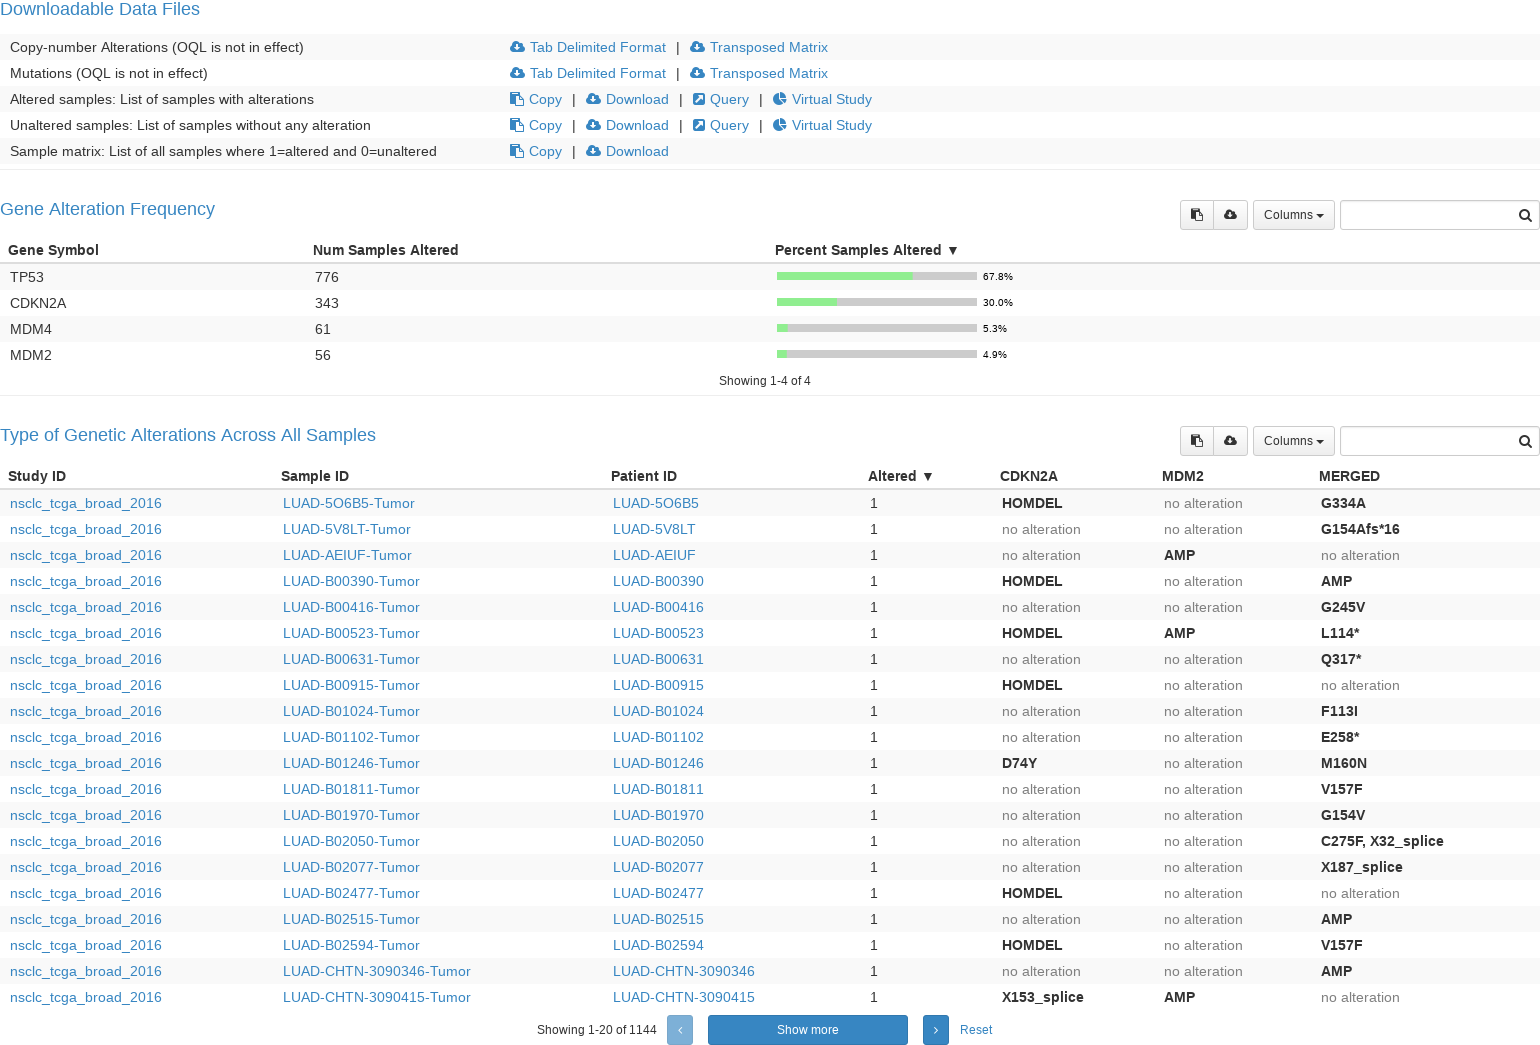 Downloadable Data Files
Copy-number Alterations (OQL is not in effect) Tab Delimited Format | Transposed Matrix
Mutations (OQL is not in effect) Tab Delimited Format | Transposed Matrix
Altered samples: List of samples with alterations Copy | Download | Query | Virtual Study
Unaltered samples: List of samples without any alteration Copy | Download | Query | Virtual Study
Sample matrix: List of all samples where 1=altered and 0=unaltered Copy | Download
Gene Alteration Frequency Columns
Gene Symbol Num Samples Altered Percent Samples Altered ▼
TP53 776 67.8%
CDKN2A 343 30.0%
MDM4 61 5.3%
MDM2 56 4.9%
Showing 1-4 of 4
Type of Genetic Alterations Across All Samples Columns
Study ID Sample ID Patient ID Altered ▼ CDKN2A MDM2 MERGED
nsclc_tcga_broad_2016 LUAD-5O6B5-Tumor LUAD-5O6B5 1 HOMDEL no alteration G334A
nsclc_tcga_broad_2016 LUAD-5V8LT-Tumor LUAD-5V8LT 1 no alteration no alteration G154Afs*16
nsclc_tcga_broad_2016 LUAD-AEIUF-Tumor LUAD-AEIUF 1 no alteration AMP no alteration
nsclc_tcga_broad_2016 LUAD-B00390-Tumor LUAD-B00390 1 HOMDEL no alteration AMP
nsclc_tcga_broad_2016 LUAD-B00416-Tumor LUAD-B00416 1 no alteration no alteration G245V
nsclc_tcga_broad_2016 LUAD-B00523-Tumor LUAD-B00523 1 HOMDEL AMP L114*
nsclc_tcga_broad_2016 LUAD-B00631-Tumor LUAD-B00631 1 no alteration no alteration Q317*
nsclc_tcga_broad_2016 LUAD-B00915-Tumor LUAD-B00915 1 HOMDEL no alteration no alteration
nsclc_tcga_broad_2016 LUAD-B01024-Tumor LUAD-B01024 1 no alteration no alteration F113I
nsclc_tcga_broad_2016 LUAD-B01102-Tumor LUAD-B01102 1 no alteration no alteration E258*
nsclc_tcga_broad_2016 LUAD-B01246-Tumor LUAD-B01246 1 D74Y no alteration M160N
nsclc_tcga_broad_2016 LUAD-B01811-Tumor LUAD-B01811 1 no alteration no alteration V157F
nsclc_tcga_broad_2016 LUAD-B01970-Tumor LUAD-B01970 1 no alteration no alteration G154V
nsclc_tcga_broad_2016 LUAD-B02050-Tumor LUAD-B02050 1 no alteration no alteration C275F, X32_splice
nsclc_tcga_broad_2016 LUAD-B02077-Tumor LUAD-B02077 1 no alteration no alteration X187_splice
nsclc_tcga_broad_2016 LUAD-B02477-Tumor LUAD-B02477 1 HOMDEL no alteration no alteration
nsclc_tcga_broad_2016 LUAD-B02515-Tumor LUAD-B02515 1 no alteration no alteration AMP
nsclc_tcga_broad_2016 LUAD-B02594-Tumor LUAD-B02594 1 HOMDEL no alteration V157F
nsclc_tcga_broad_2016 LUAD-CHTN-3090346-Tumor LUAD-CHTN-3090346 1 no alteration no alteration AMP
nsclc_tcga_broad_2016 LUAD-CHTN-3090415-Tumor LUAD-CHTN-3090415 1 X153_splice AMP no alteration
Showing 1-20 of 1144 ‹ Show more › Reset